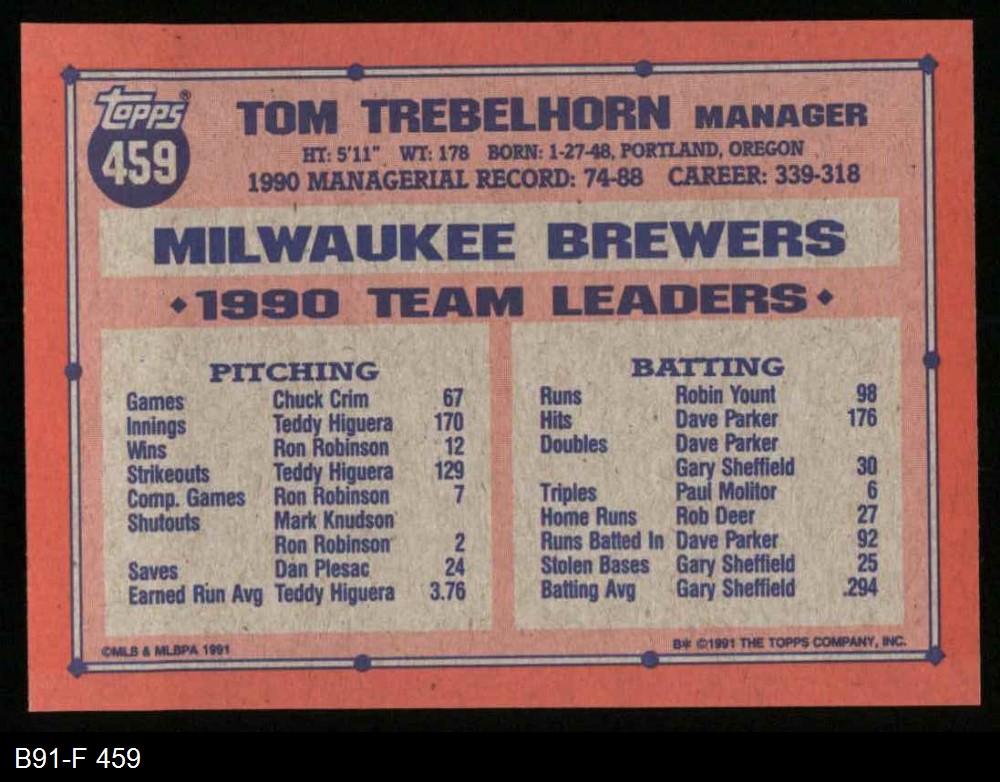 Topps®
459
TOM TREBELHORN MANAGER
HT: 5'11" WT: 178 BORN: 1-27-48, PORTLAND, OREGON
1990 MANAGERIAL RECORD: 74-88 CAREER: 339-318
MILWAUKEE BREWERS
♦1990 TEAM LEADERS♦
PITCHING
Games Chuck Crim 67
Innings Teddy Higuera 170
Wins Ron Robinson 12
Strikeouts Teddy Higuera 129
Comp. Games Ron Robinson 7
Shutouts Mark Knudson
Ron Robinson 2
Saves Dan Plesac 24
Earned Run Avg Teddy Higuera 3.76
BATTING
Runs Robin Yount 98
Hits Dave Parker 176
Doubles Dave Parker
Gary Sheffield 30
Triples Paul Molitor 6
Home Runs Rob Deer 27
Runs Batted In Dave Parker 92
Stolen Bases Gary Sheffield 25
Batting Avg Gary Sheffield .294
©MLB & MLBPA 1991
B* ©1991 THE TOPPS COMPANY, INC.
B91-F 459